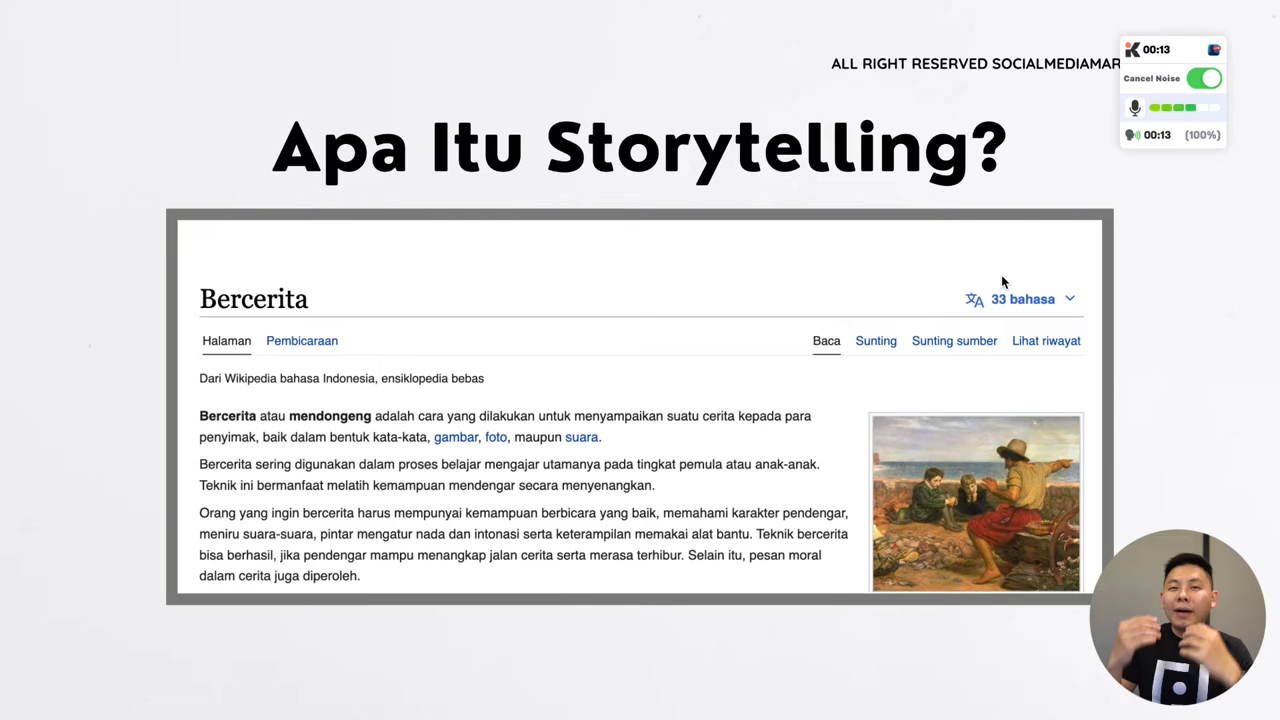 ALL RIGHT RESERVED SOCIALMEDIAMAR
00:13
Cancel Noise
00:13 (100%)
Apa Itu Storytelling?
Bercerita
33 bahasa
Halaman Pembicaraan Baca Sunting Sunting sumber Lihat riwayat
Dari Wikipedia bahasa Indonesia, ensiklopedia bebas
Bercerita atau mendongeng adalah cara yang dilakukan untuk menyampaikan suatu cerita kepada para
penyimak, baik dalam bentuk kata-kata, gambar, foto, maupun suara.
Bercerita sering digunakan dalam proses belajar mengajar utamanya pada tingkat pemula atau anak-anak.
Teknik ini bermanfaat melatih kemampuan mendengar secara menyenangkan.
Orang yang ingin bercerita harus mempunyai kemampuan berbicara yang baik, memahami karakter pendengar,
meniru suara-suara, pintar mengatur nada dan intonasi serta keterampilan memakai alat bantu. Teknik bercerita
bisa berhasil, jika pendengar mampu menangkap jalan cerita serta merasa terhibur. Selain itu, pesan moral
dalam cerita juga diperoleh.